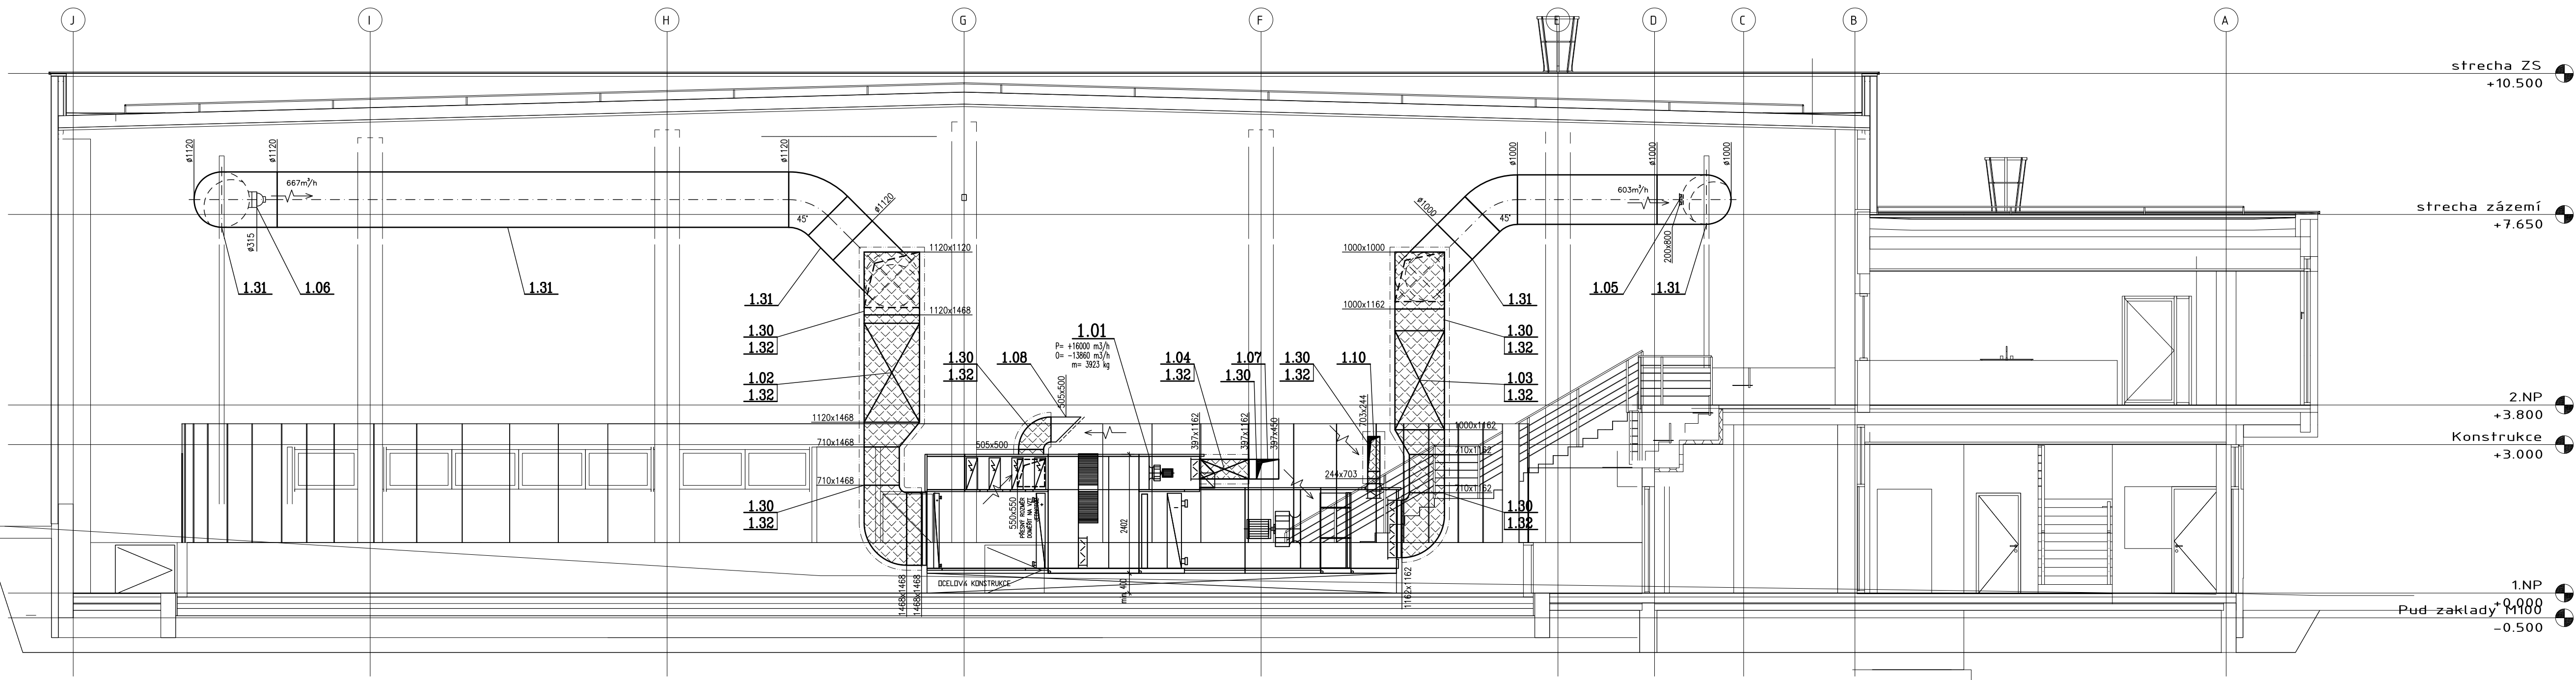 J
I
H
G
F
E
D
C
B
A
strecha ZS
+10.500
ø1120
ø1120
ø1120
ø1000
ø1000
ø1000
667m³/h
603m³/h
45°
ø1120
ø1000
45°
strecha zázemí
+7.650
ø315
200x800
1120x1120
1000x1000
1.31
1.06
1.31
1.31
1.31
1.05
1.31
1120x1468
1000x1162
1.30
1.32
1.01
P= +16000 m3/h
O= -13860 m3/h
m= 3923 kg
1.30
1.32
1.30
1.32
1.08
1.04
1.32
1.07
1.30
1.30
1.32
1.10
1.02
1.32
1.03
1.32
505x500
703x244
2.NP
+3.800
1120x1468
397x1162
397x1162
397x450
1000x1162
710x1468
505x500
710x1162
Konstrukce
+3.000
710x1468
244x703
710x1162
1.30
1.32
550x550
PŘESNÝ ROZMĚR
DOMĚŘIT NA VZT
2402
1.30
1.32
OCELOVÁ KONSTRUKCE
min. 400
1468x1468
1468x1468
1162x1162
1.NP
+0.000
Pud zaklady M100
-0.500